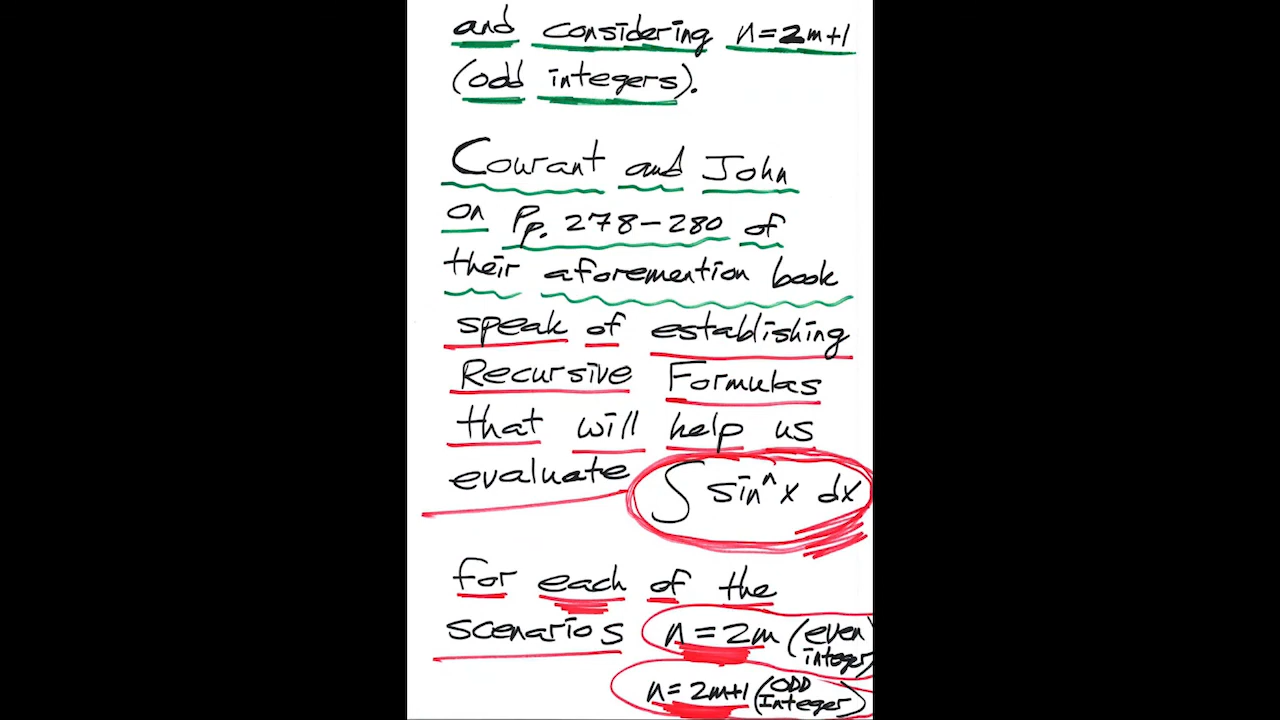 and considering n=2m+1
(odd integers).
Courant and John
on Pp. 278-280 of
their aforemention book
speak of establishing
Recursive Formulas
that will help us
evaluate ∫ sinⁿx dx
for each of the
scenarios n=2m (even
integer)
n=2m+1 (ODD
Integer)